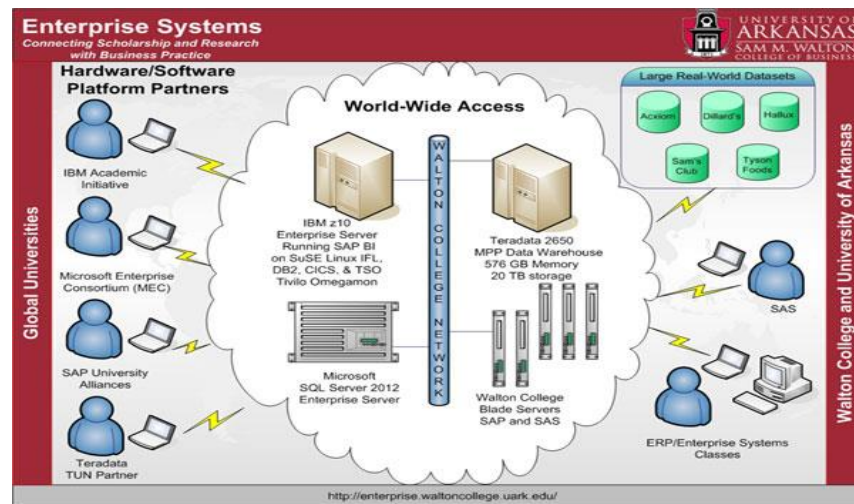 Enterprise Systems
Connecting Scholarship and Research
with Business Practice
UNIVERSITY OF
ARKANSAS
SAM M. WALTON
COLLEGE OF BUSINESS
Global Universities
Hardware/Software
Platform Partners
IBM Academic
Initiative
Microsoft Enterprise
Consortium (MEC)
SAP University
Alliances
Teradata
TUN Partner
World-Wide Access
IBM z10
Enterprise Server
Running SAP BI
on SuSE Linux IFL,
DB2, CICS, & TSO
Tivilo Omegamon
Microsoft
SQL Server 2012
Enterprise Server
WALTON COLLEGE NETWORK
Teradata 2650
MPP Data Warehouse
576 GB Memory
20 TB storage
Walton College
Blade Servers
SAP and SAS
Large Real-World Datasets
Acxiom
Dillard's
Hallux
Sam's
Club
Tyson
Foods
SAS
ERP/Enterprise Systems
Classes
Walton College and University of Arkansas
http://enterprise.waltoncollege.uark.edu/